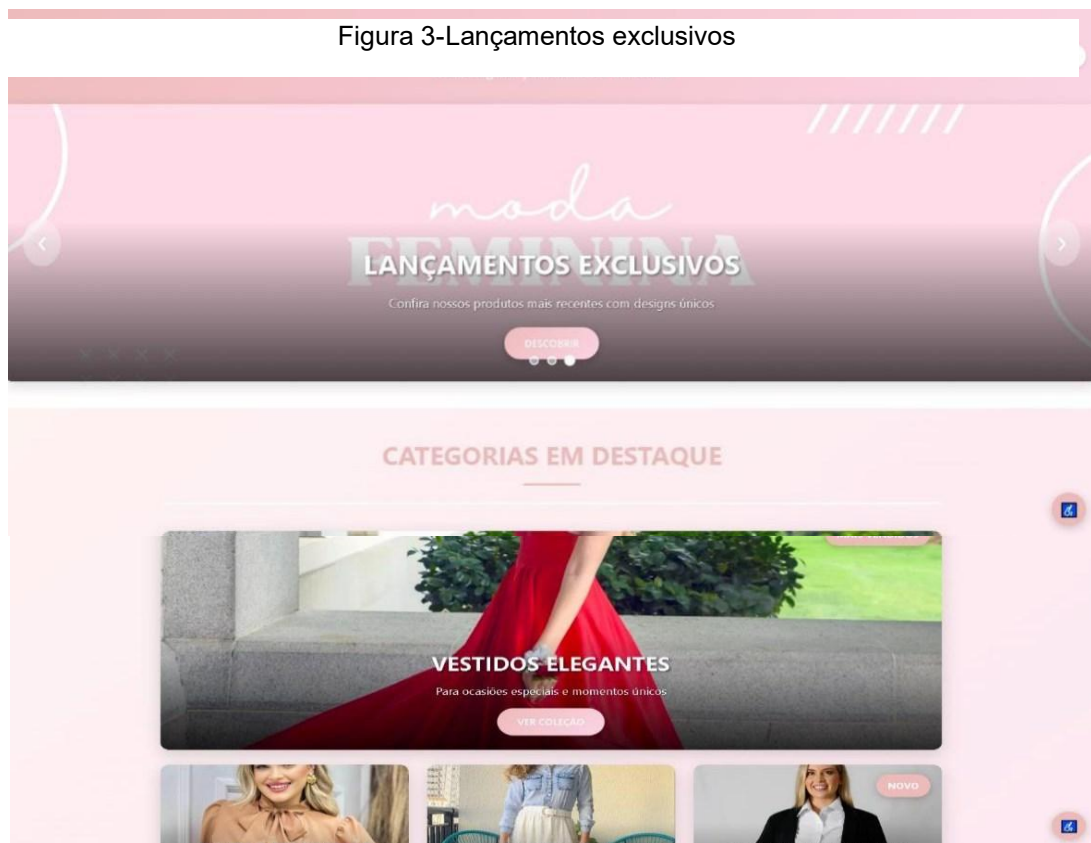 Figura 3-Lançamentos exclusivos
moda
FEMININA
LANÇAMENTOS EXCLUSIVOS
Confira nossos produtos mais recentes com designs únicos
DESCOBRIR
CATEGORIAS EM DESTAQUE
VESTIDOS ELEGANTES
Para ocasiões especiais e momentos únicos
VER COLEÇÃO
NOVO